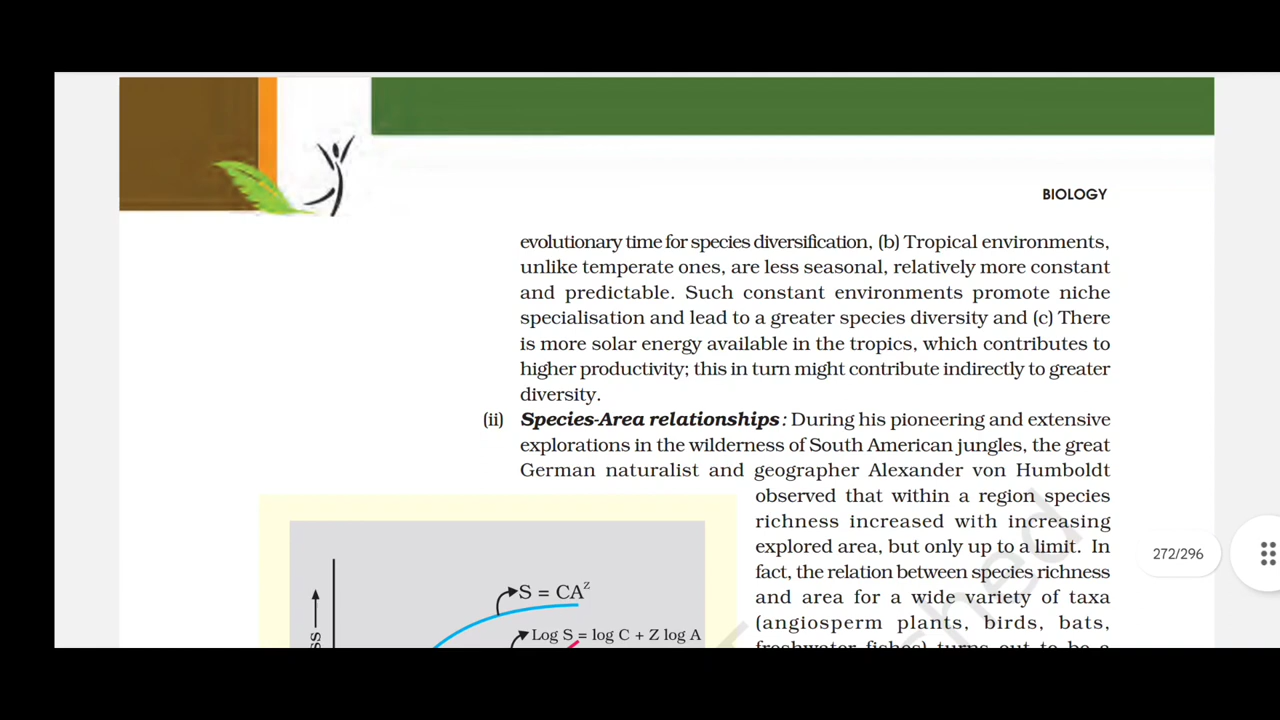 BIOLOGY
evolutionary time for species diversification, (b) Tropical environments,
unlike temperate ones, are less seasonal, relatively more constant
and predictable. Such constant environments promote niche
specialisation and lead to a greater species diversity and (c) There
is more solar energy available in the tropics, which contributes to
higher productivity; this in turn might contribute indirectly to greater
diversity.
(ii) Species-Area relationships: During his pioneering and extensive
explorations in the wilderness of South American jungles, the great
German naturalist and geographer Alexander von Humboldt
observed that within a region species
richness increased with increasing
explored area, but only up to a limit. In
fact, the relation between species richness
and area for a wide variety of taxa
(angiosperm plants, birds, bats,
freshwater fishes) turns out to be a
S = CA^Z
Log S = log C + Z log A
272/296